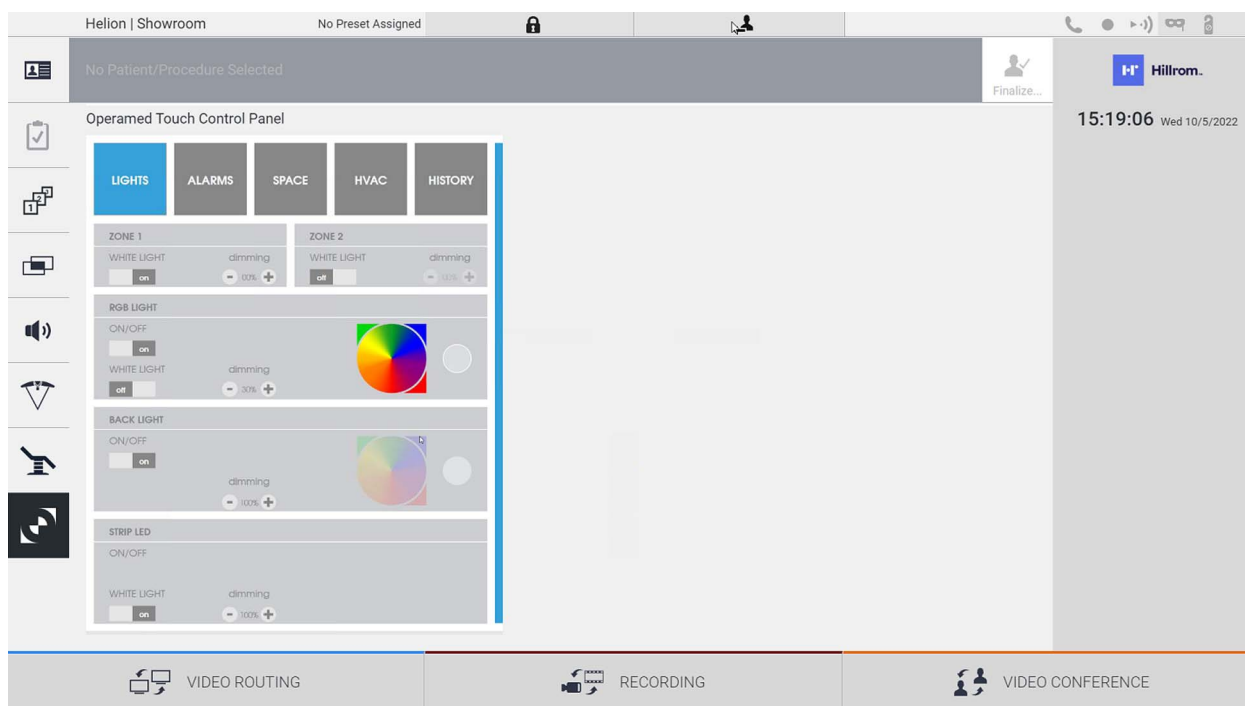 Helion | Showroom
No Preset Assigned
No Patient/Procedure Selected
Finalize...
Hillrom™
15:19:06 Wed 10/5/2022
Operamed Touch Control Panel
LIGHTS
ALARMS
SPACE
HVAC
HISTORY
ZONE 1
WHITE LIGHT
dimming
on
ZONE 2
WHITE LIGHT
dimming
off
RGB LIGHT
ON/OFF
on
WHITE LIGHT
dimming
off
30%
BACK LIGHT
ON/OFF
on
dimming
100%
STRIP LED
ON/OFF
WHITE LIGHT
dimming
on
100%
VIDEO ROUTING
RECORDING
VIDEO CONFERENCE